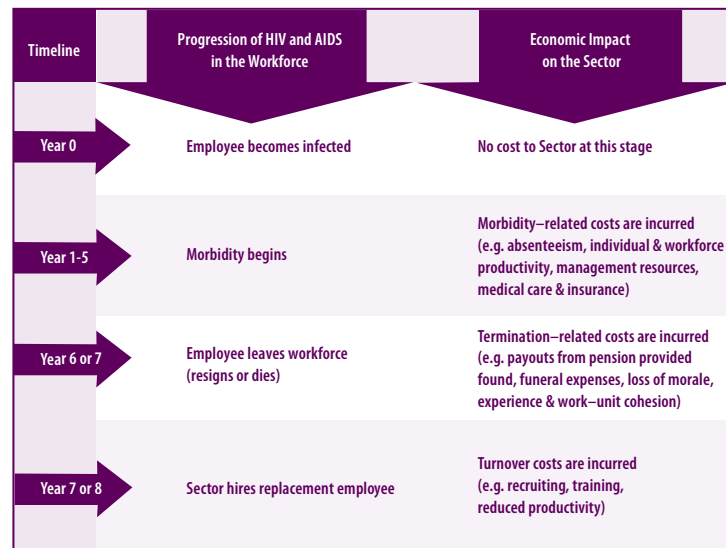 Timeline
Progression of HIV and AIDS
in the Workforce
Economic Impact
on the Sector
Year 0
Employee becomes infected
No cost to Sector at this stage
Year 1-5
Morbidity begins
Morbidity–related costs are incurred
(e.g. absenteeism, individual & workforce
productivity, management resources,
medical care & insurance)
Year 6 or 7
Employee leaves workforce
(resigns or dies)
Termination–related costs are incurred
(e.g. payouts from pension provided
found, funeral expenses, loss of morale,
experience & work–unit cohesion)
Year 7 or 8
Sector hires replacement employee
Turnover costs are incurred
(e.g. recruiting, training,
reduced productivity)